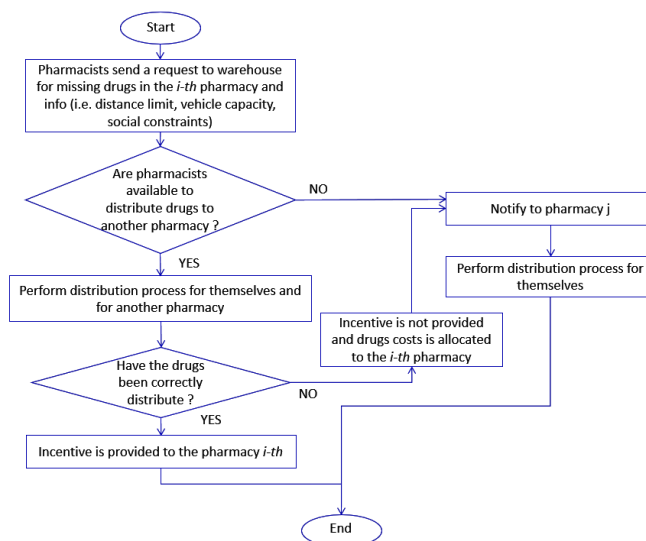 Start
Pharmacists send a request to warehouse
for missing drugs in the i-th pharmacy and
info (i.e. distance limit, vehicle capacity,
social constraints)
Are pharmacists
available to
distribute drugs to
another pharmacy ?
NO
Notify to pharmacy j
YES
Perform distribution process for
themselves
Perform distribution process for themselves and
for another pharmacy
Incentive is not provided
and drugs costs is allocated
to the i-th pharmacy
Have the drugs
been correctly
distribute ?
NO
YES
Incentive is provided to the pharmacy i-th
End